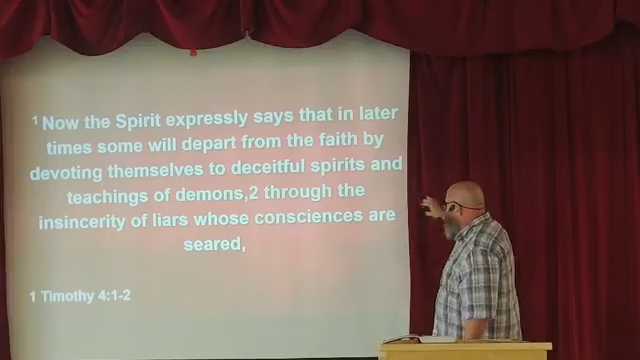 1 Now the Spirit expressly says that in later
times some will depart from the faith by
devoting themselves to deceitful spirits and
teachings of demons,2 through the
insincerity of liars whose consciences are
seared,
1 Timothy 4:1-2